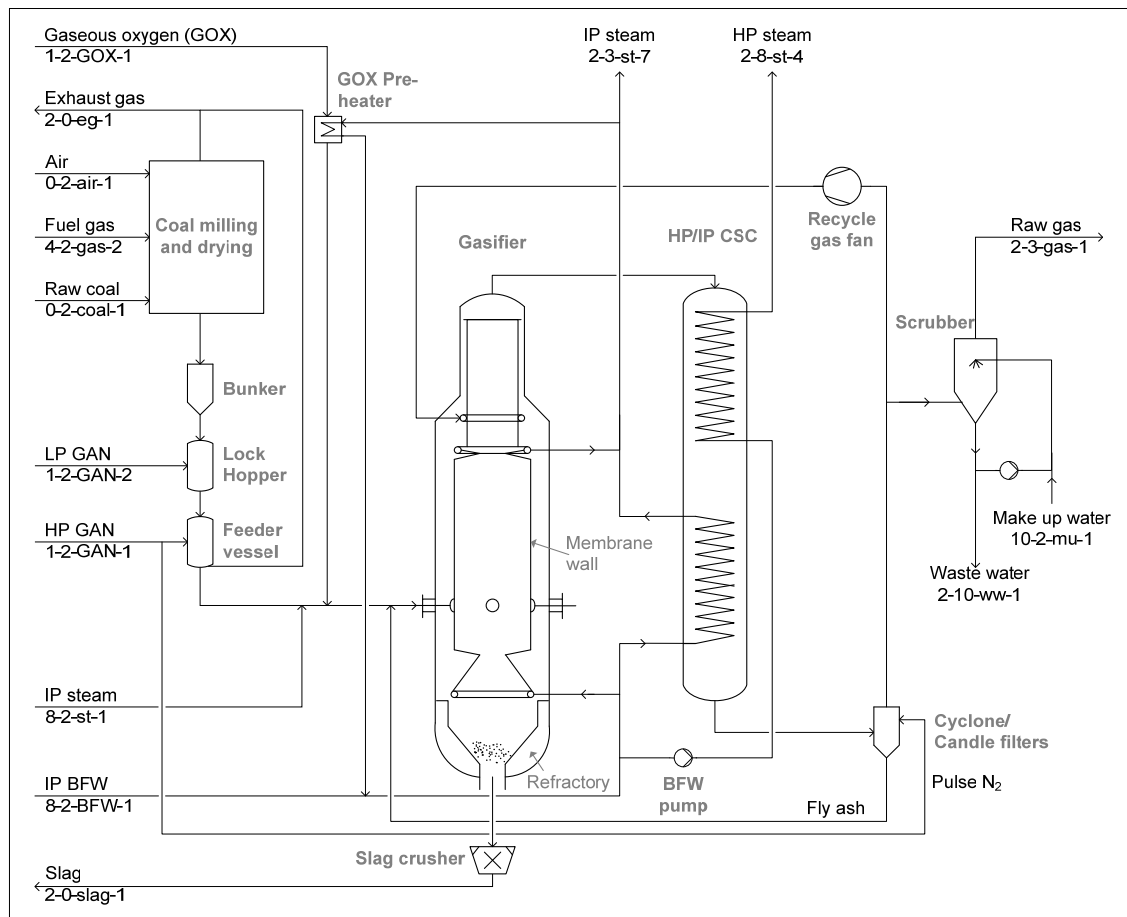 Gaseous oxygen (GOX)
1-2-GOX-1
IP steam
2-3-st-7
HP steam
2-8-st-4
GOX Pre-
heater
Exhaust gas
2-0-eg-1
Air
0-2-air-1
Fuel gas
4-2-gas-2
Coal milling
and drying
Raw coal
0-2-coal-1
Gasifier
HP/IP CSC
Recycle
gas fan
Raw gas
2-3-gas-1
Scrubber
Bunker
LP GAN
1-2-GAN-2
Lock
Hopper
HP GAN
1-2-GAN-1
Feeder
vessel
Membrane
wall
Make up water
10-2-mu-1
Waste water
2-10-ww-1
IP steam
8-2-st-1
Cyclone/
Candle filters
IP BFW
8-2-BFW-1
Refractory
BFW
pump
Pulse N2
Fly ash
Slag crusher
Slag
2-0-slag-1